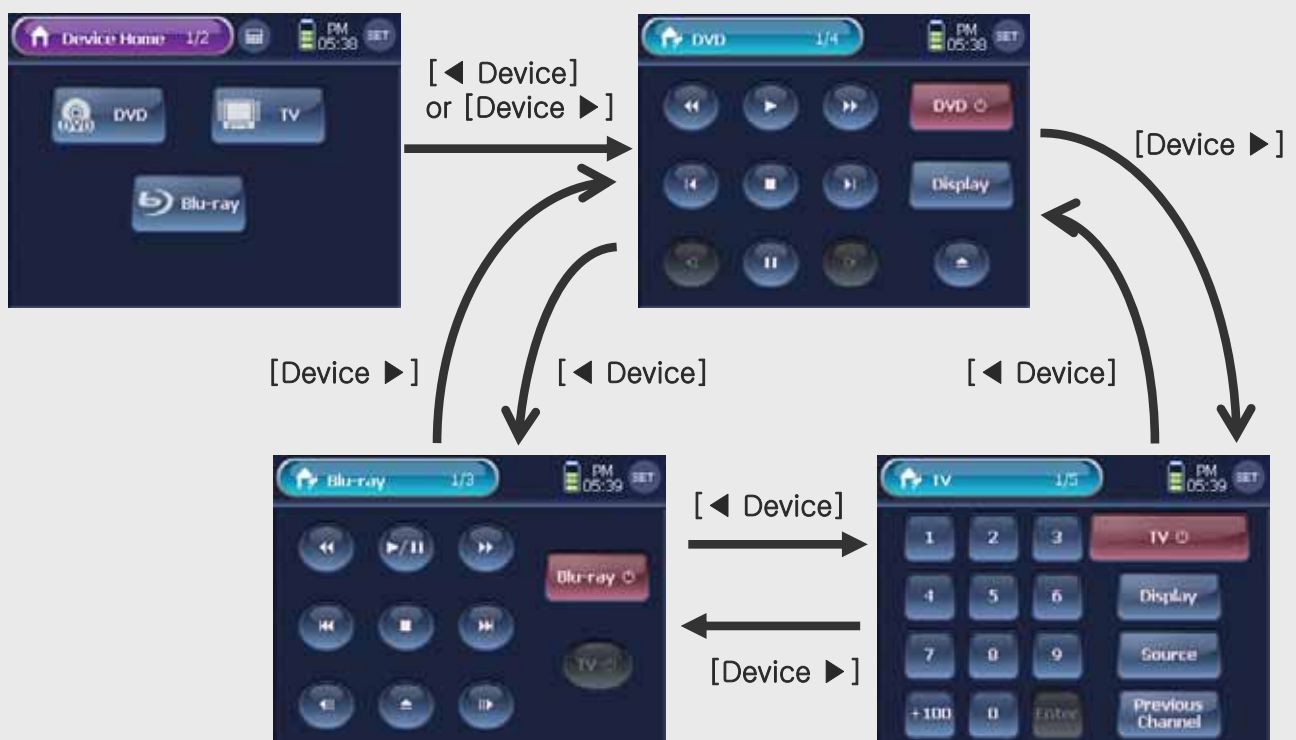 Device Home 1/2
PM
05:38
SET
DVD
TV
Blu-ray
[◀ Device]
or [Device ▶]
DVD 1/4
PM
05:38
SET
DVD
Display
[Device ▶]
[Device ▶]
[◀ Device]
[◀ Device]
Blu-ray 1/3
PM
05:39
SET
Blu-ray
TV
[◀ Device]
[Device ▶]
TV 1/5
PM
05:39
SET
1 2 3 TV
4 5 6 Display
7 8 9 Source
+100 0 Enter Previous
Channel